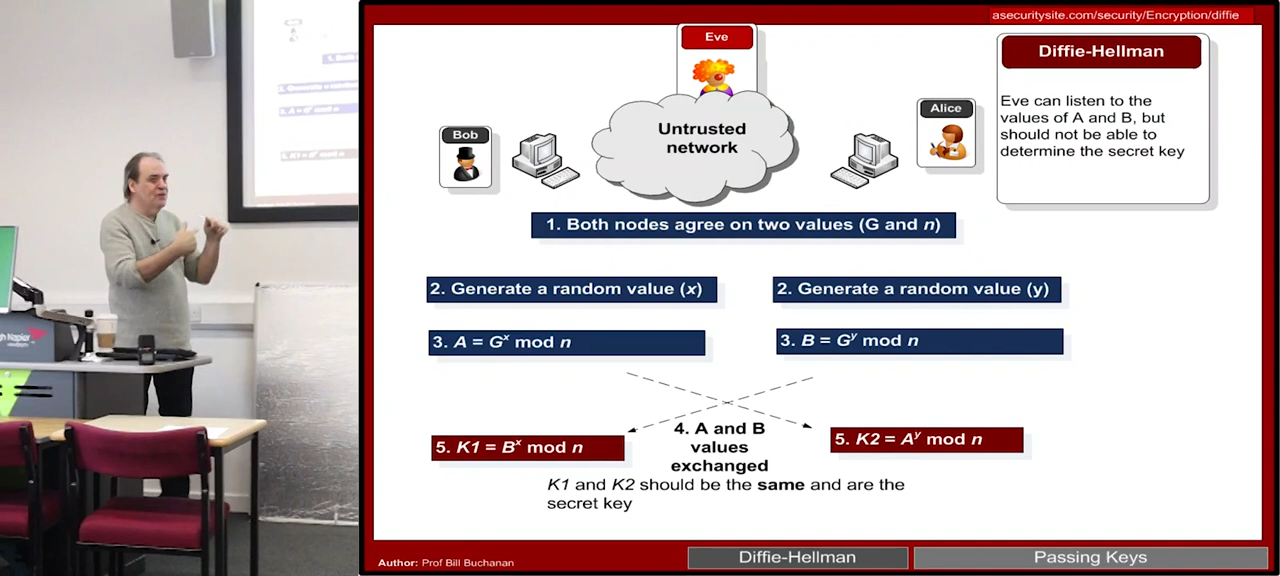 asecuritysite.com/security/Encryption/diffie
Eve
Diffie-Hellman
Bob
Alice
Untrusted
network
Eve can listen to the
values of A and B, but
should not be able to
determine the secret key
1. Both nodes agree on two values (G and n)
2. Generate a random value (x)
2. Generate a random value (y)
3. A = Gˣ mod n
3. B = Gʸ mod n
4. A and B
values
exchanged
5. K1 = Bˣ mod n
5. K2 = Aʸ mod n
K1 and K2 should be the same and are the
secret key
Author: Prof Bill Buchanan
Diffie-Hellman
Passing Keys